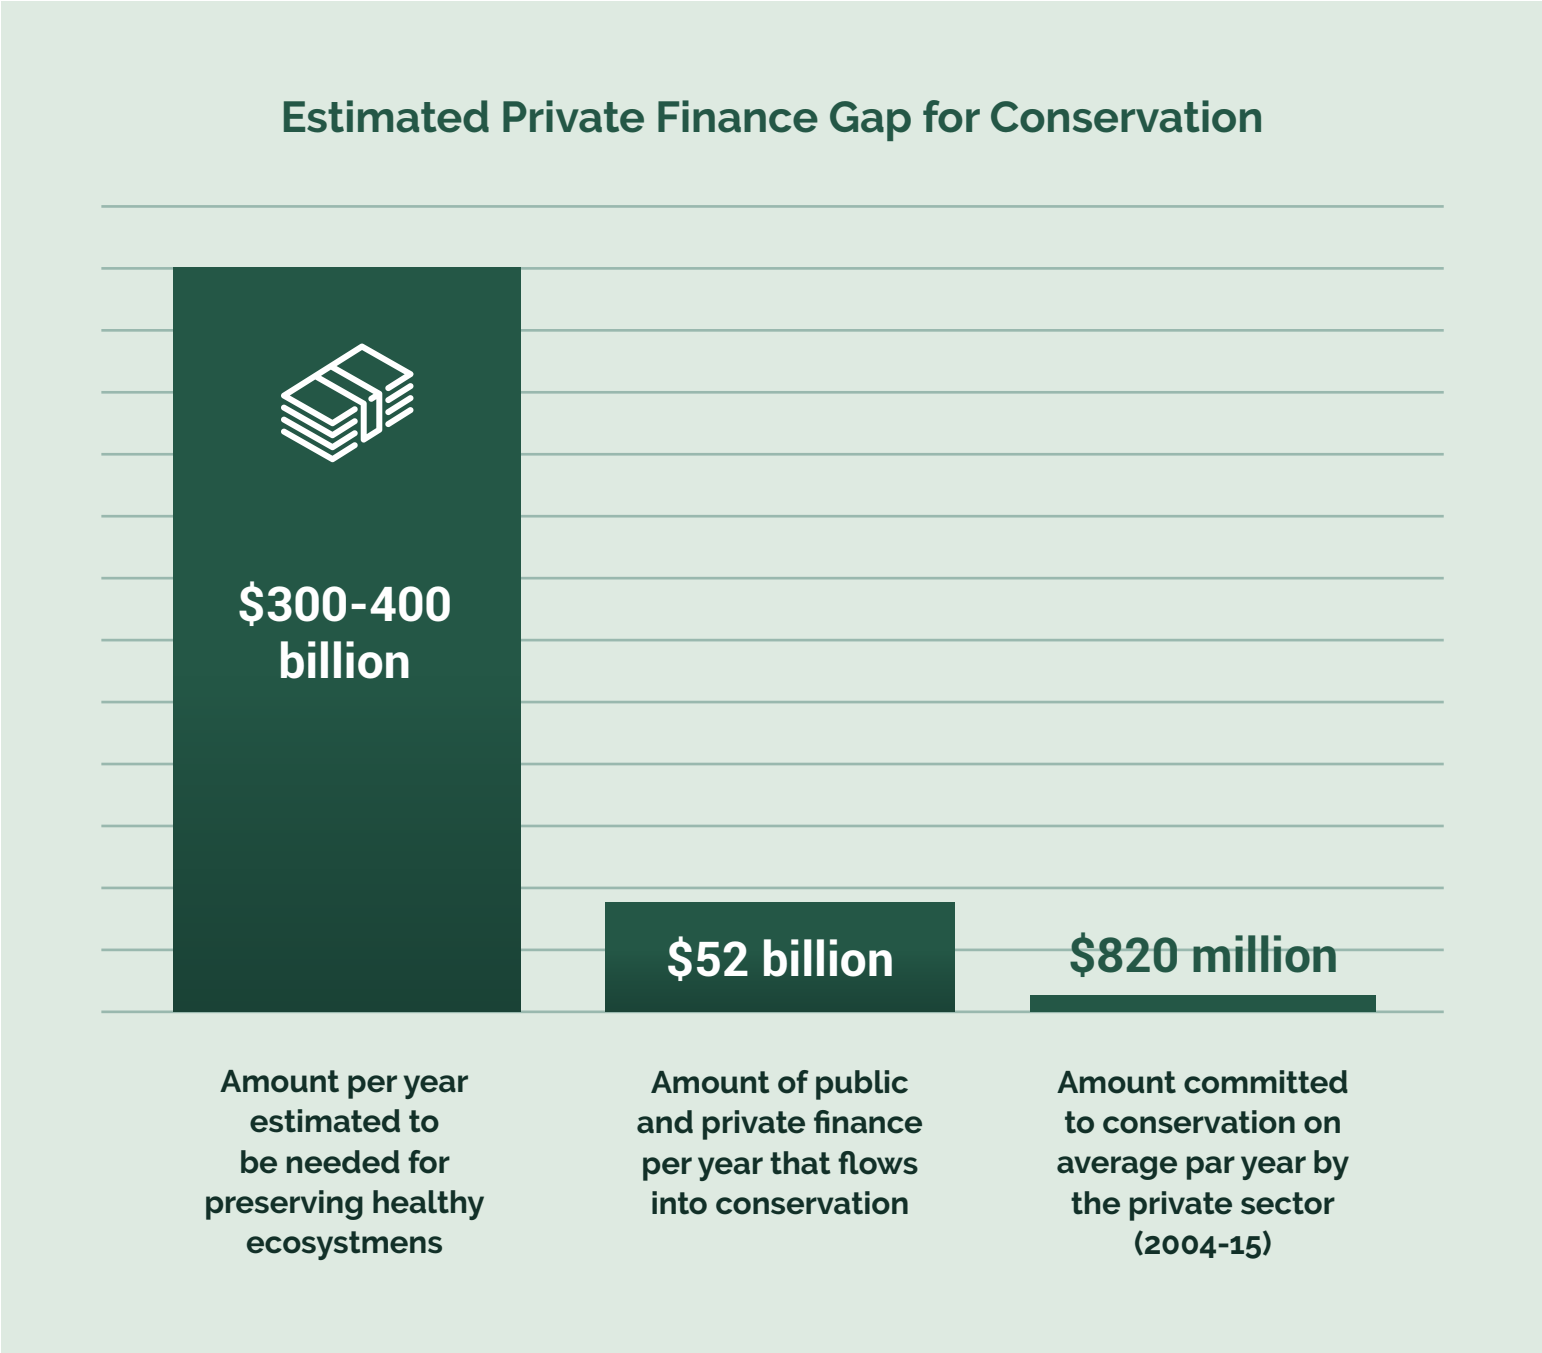 Estimated Private Finance Gap for Conservation
$300-400
billion
$52 billion
$820 million
Amount per year
estimated to
be needed for
preserving healthy
ecosystmens
Amount of public
and private finance
per year that flows
into conservation
Amount committed
to conservation on
average par year by
the private sector
(2004-15)